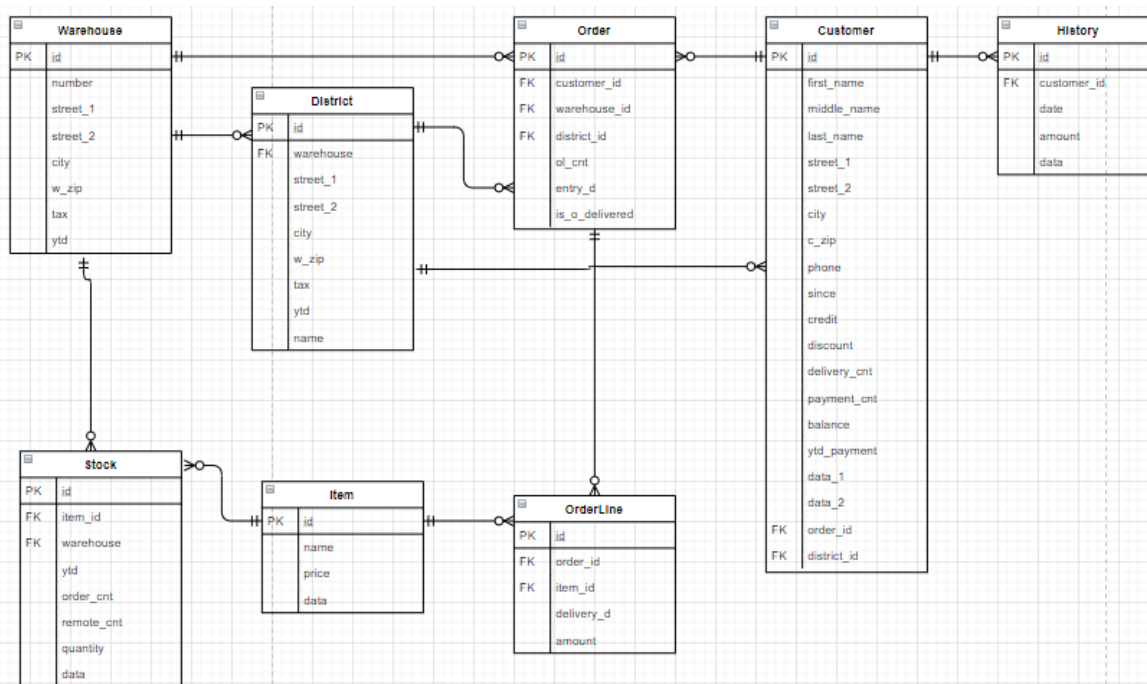 Warehouse
PK id
number
street_1
street_2
city
w_zip
tax
ytd
District
PK id
FK warehouse
street_1
street_2
city
w_zip
tax
ytd
name
Order
PK id
FK customer_id
FK warehouse_id
FK district_id
ol_cnt
entry_d
is_o_delivered
Customer
PK id
first_name
middle_name
last_name
street_1
street_2
city
c_zip
phone
since
credit
discount
delivery_cnt
payment_cnt
balance
ytd_payment
data_1
data_2
FK order_id
FK district_id
History
PK id
FK customer_id
date
amount
data
Stock
PK id
FK item_id
FK warehouse
ytd
order_cnt
remote_cnt
quantity
data
Item
PK id
name
price
data
OrderLine
PK id
FK order_id
FK item_id
delivery_d
amount